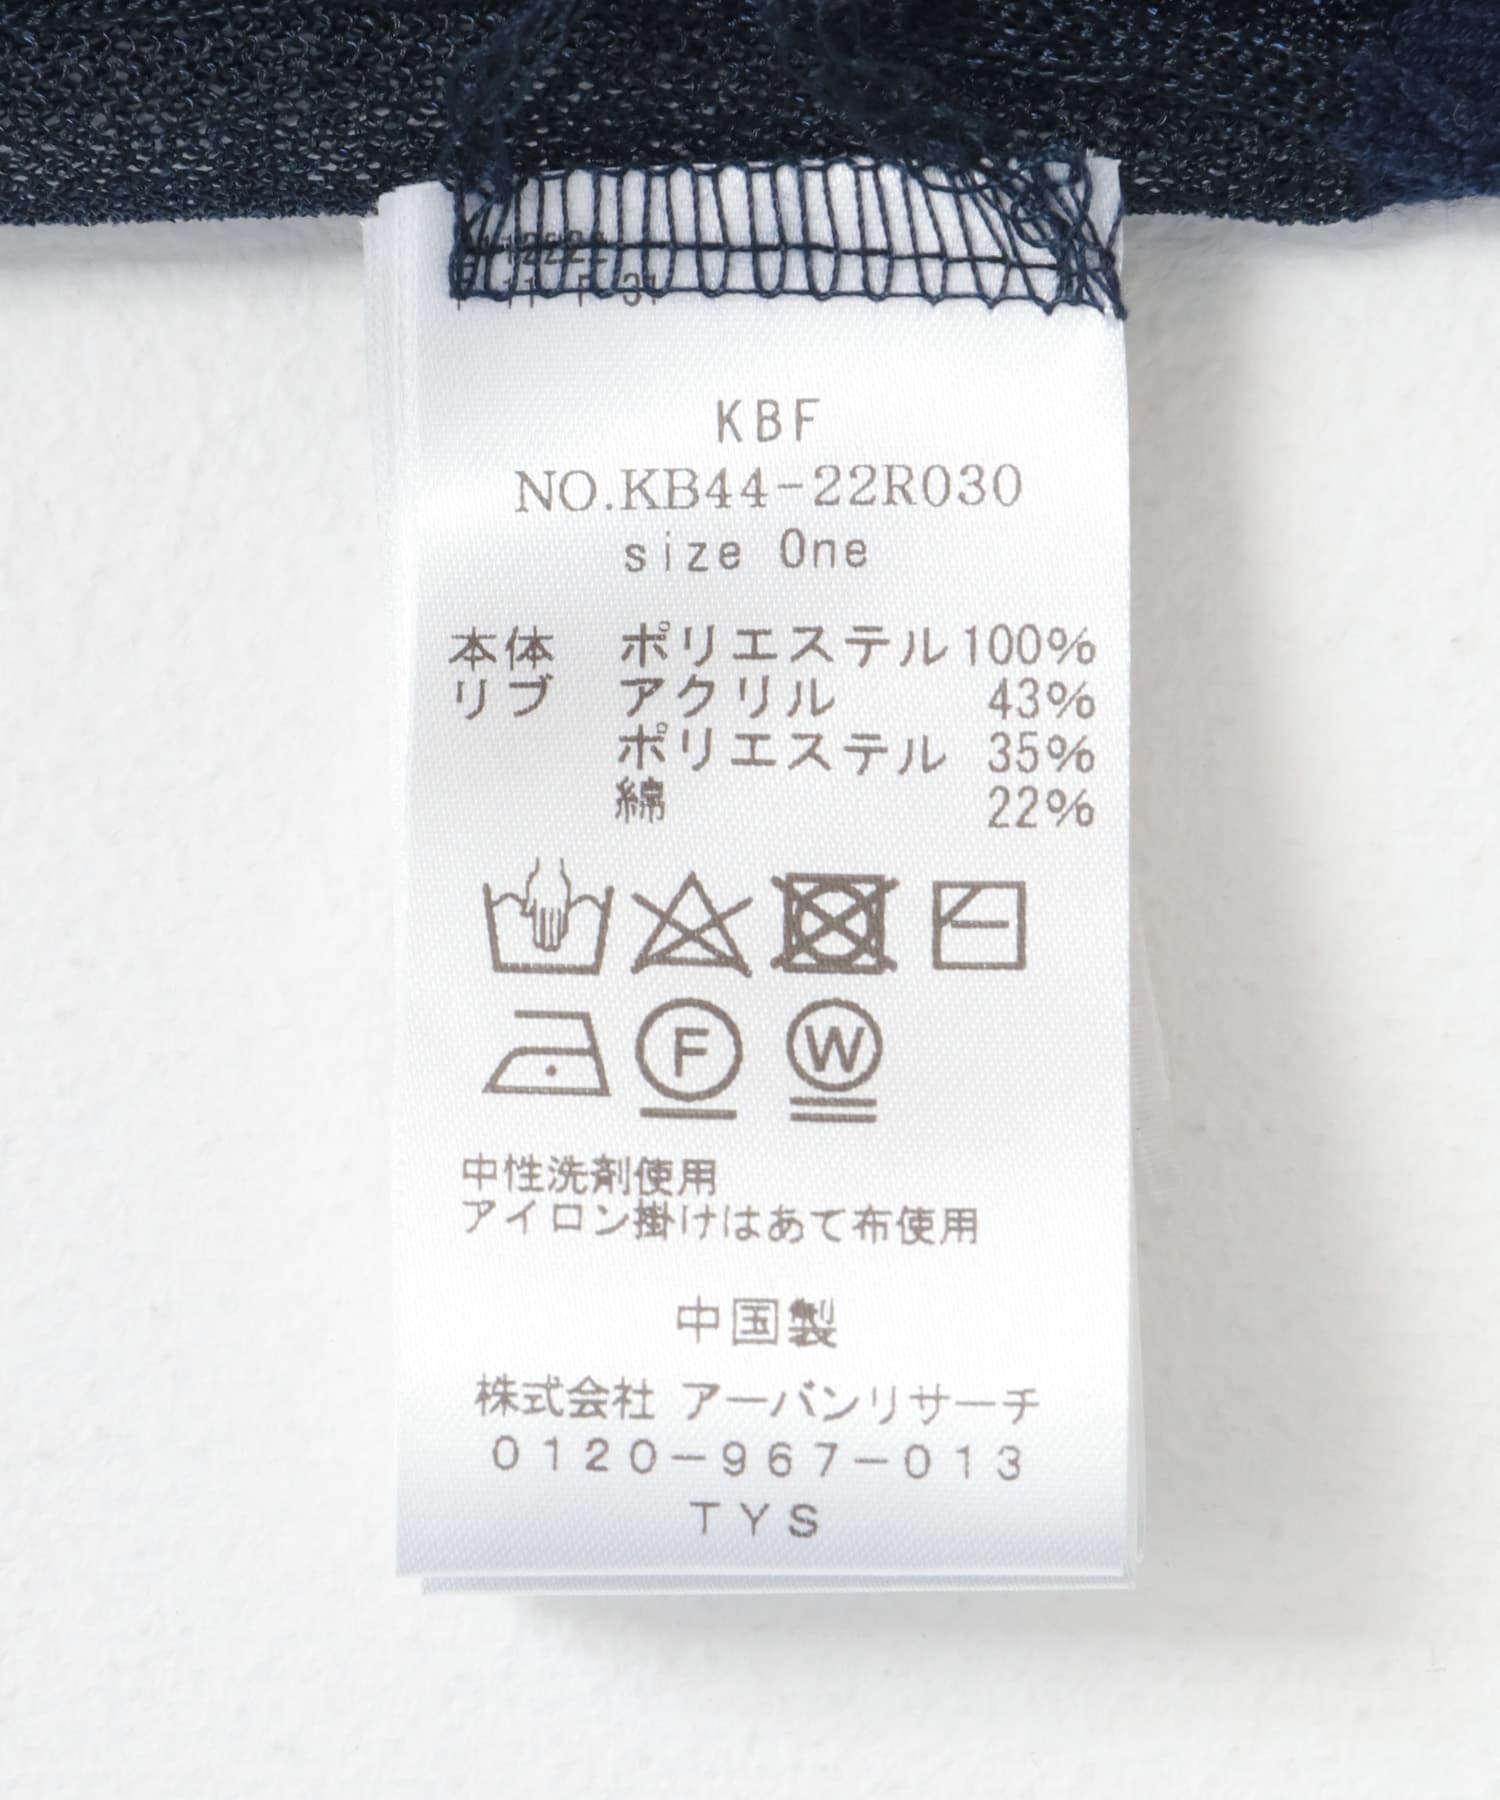 KBF
NO.KB44-22R030
size One
本体 ポリエステル 100%
リブ アクリル 43%
ポリエステル 35%
綿 22%
F W
中性洗剤使用
アイロン掛けはあて布使用
中国製
株式会社 アーバンリサーチ
0120-967-013
TYS